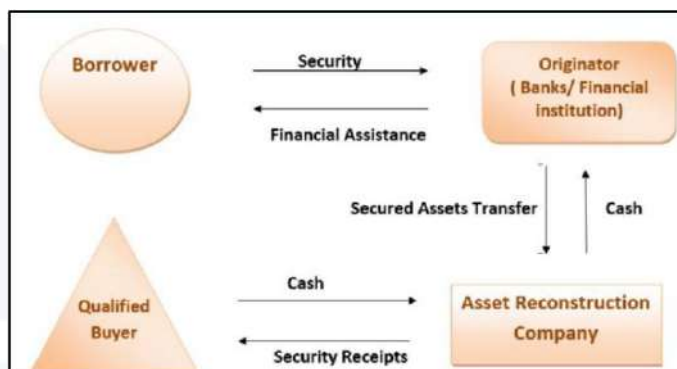 Borrower
Security
Originator
( Banks/ Financial
institution)
Financial Assistance
Secured Assets Transfer
Cash
Cash
Qualified
Buyer
Asset Reconstruction
Company
Security Receipts